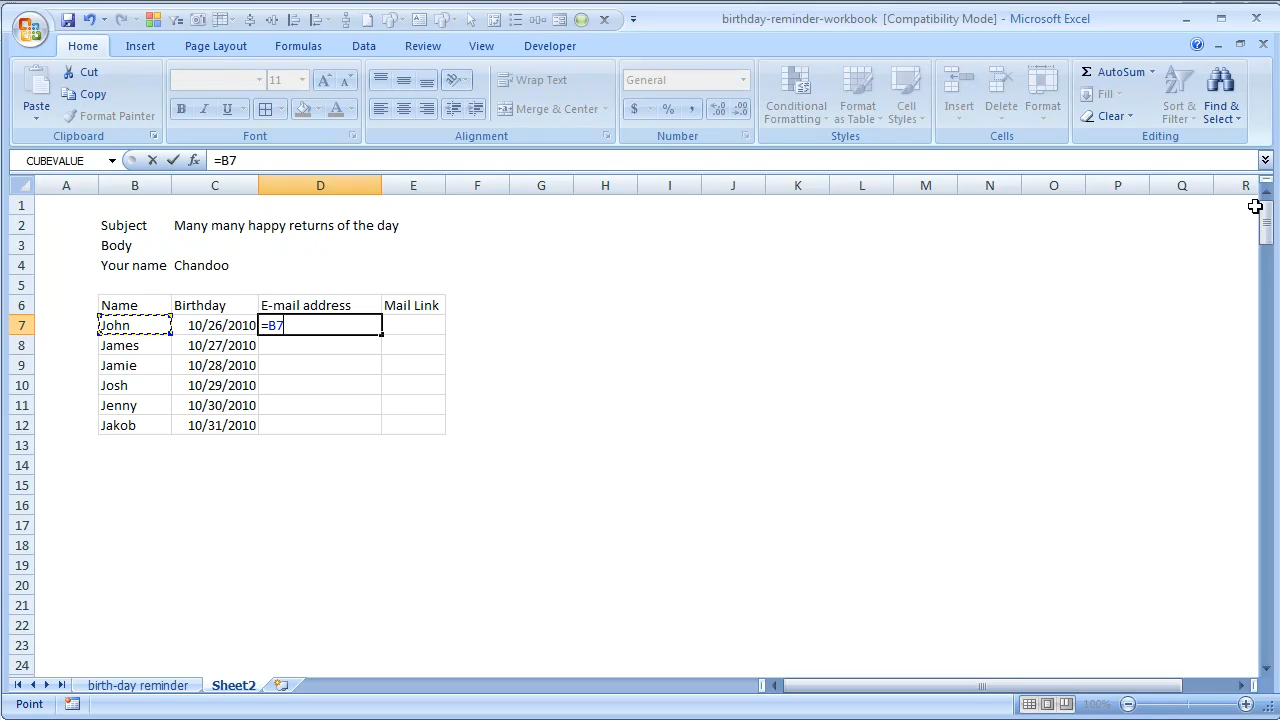 birthday-reminder-workbook [Compatibility Mode] - Microsoft Excel
Home Insert Page Layout Formulas Data Review View Developer
Paste Cut Copy Format Painter
11
B I U
A A A
Wrap Text
Merge & Center
General
$ % ,
Conditional Formatting
Format as Table
Cell Styles
Insert Delete Format
Σ AutoSum
Fill
Clear
Sort & Filter
Find & Select
Clipboard Font Alignment Number Styles Cells Editing
CUBEVALUE fx =B7
A B C D E F G H I J K L M N O P Q R
1
2 Subject Many many happy returns of the day
3 Body
4 Your name Chandoo
5
6 Name Birthday E-mail address Mail Link
7 John 10/26/2010 =B7
8 James 10/27/2010
9 Jamie 10/28/2010
10 Josh 10/29/2010
11 Jenny 10/30/2010
12 Jakob 10/31/2010
13
14
15
16
17
18
19
20
21
22
23
24
birth-day reminder Sheet2
Point 100%